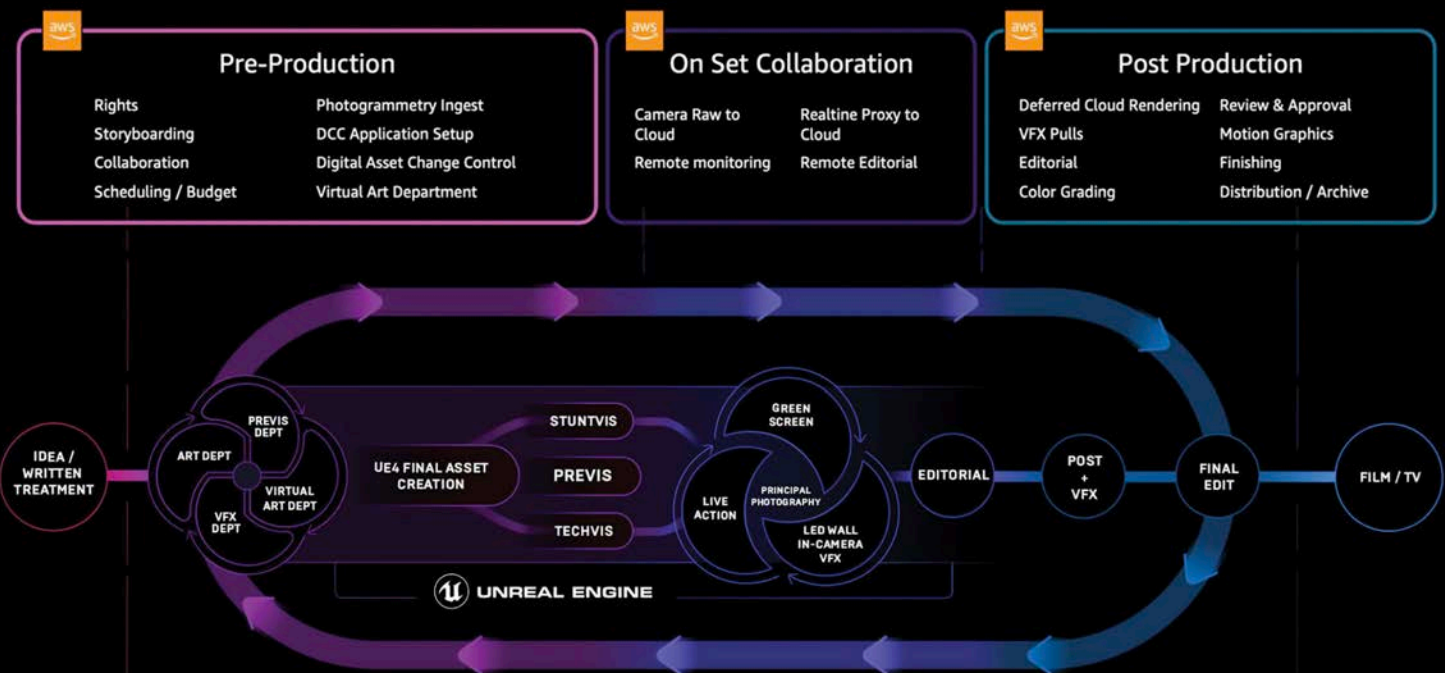 aws
Pre-Production
Rights
Storyboarding
Collaboration
Scheduling / Budget
Photogrammetry Ingest
DCC Application Setup
Digital Asset Change Control
Virtual Art Department
aws
On Set Collaboration
Camera Raw to
Cloud
Remote monitoring
Realtine Proxy to
Cloud
Remote Editorial
aws
Post Production
Deferred Cloud Rendering
VFX Pulls
Editorial
Color Grading
Review & Approval
Motion Graphics
Finishing
Distribution / Archive
IDEA /
WRITTEN
TREATMENT
PREVIS
DEPT
ART DEPT
VIRTUAL
ART DEPT
VFX
DEPT
UE4 FINAL ASSET
CREATION
STUNTVIS
PREVIS
TECHVIS
GREEN
SCREEN
LIVE
ACTION
PRINCIPAL
PHOTOGRAPHY
LED WALL
IN-CAMERA
VFX
EDITORIAL
POST
+
VFX
FINAL
EDIT
FILM / TV
UNREAL ENGINE